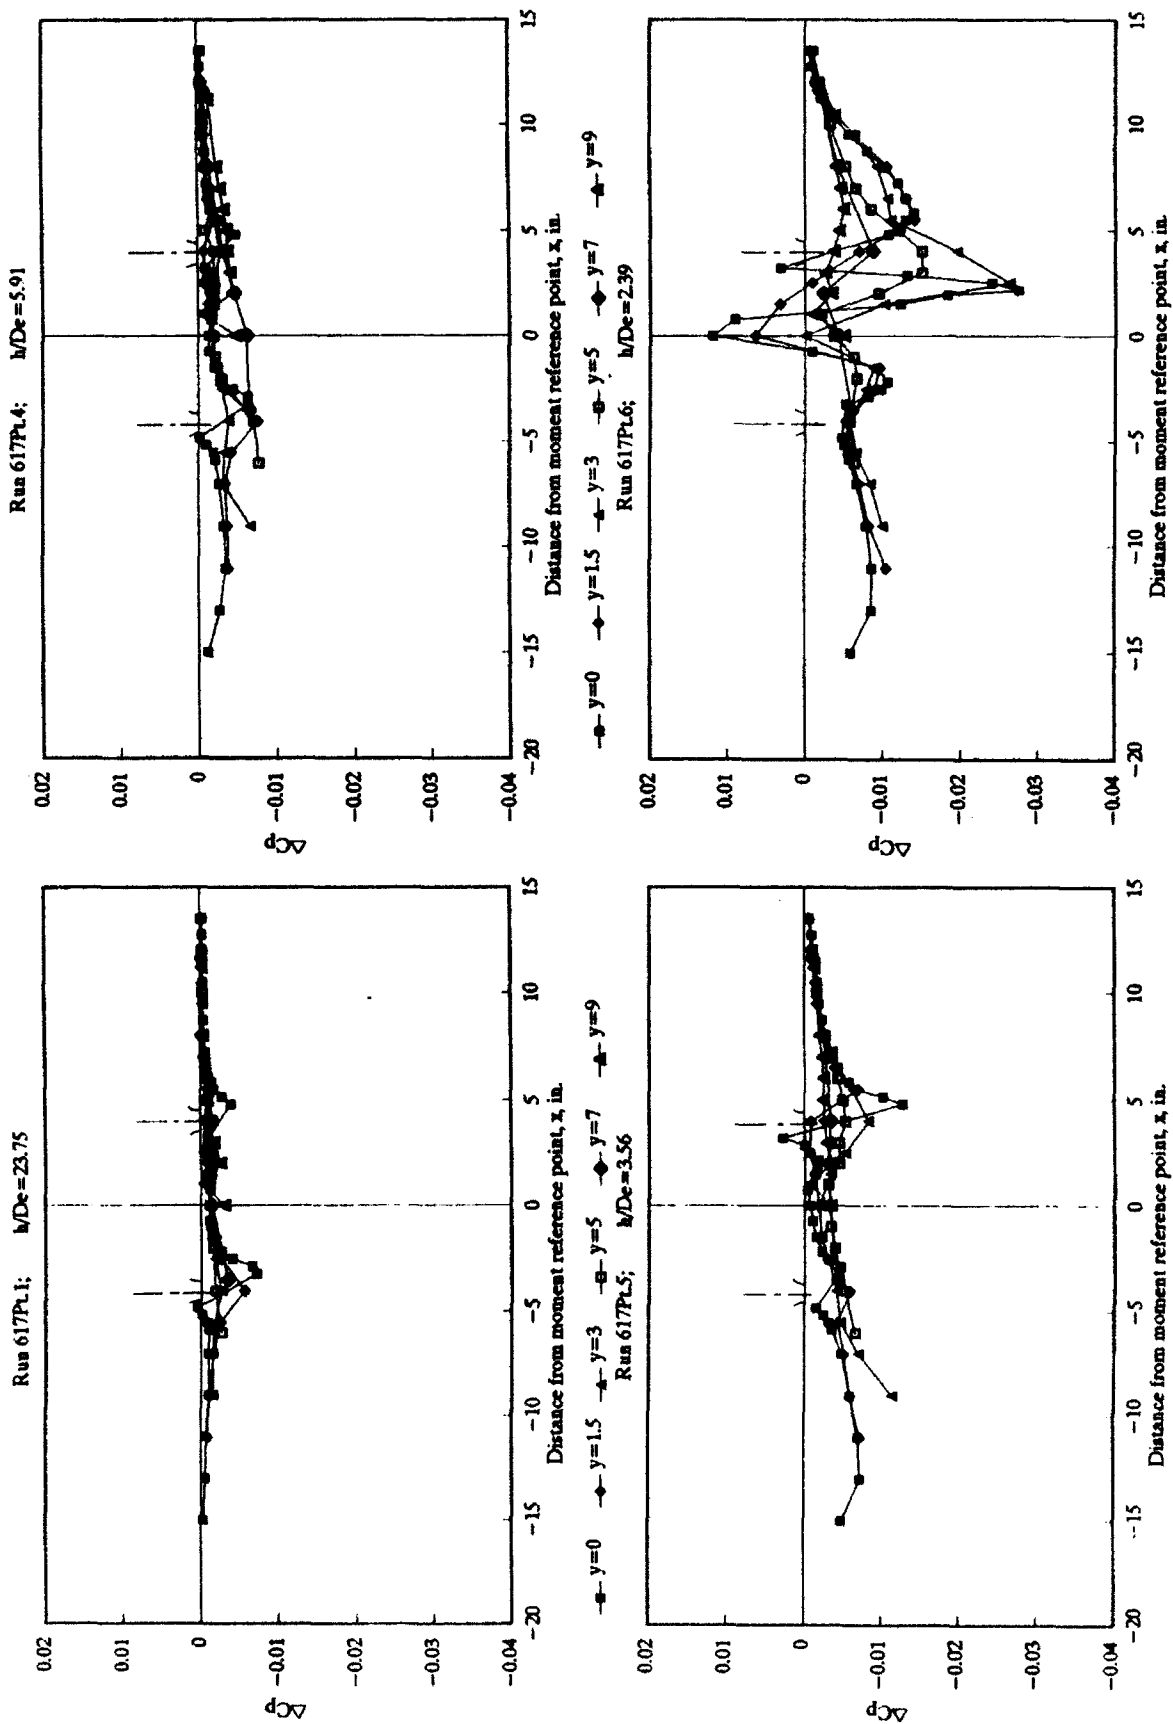 Run 617Pt.1; h/De=23.75
0.02
0.01
0
−0.01
−0.02
−0.03
−0.04
ΔCp
−20 −15 −10 −5 0 5 10 15
Distance from moment reference point, x, in.
Run 617Pt.4; h/De=5.91
0.02
0.01
0
−0.01
−0.02
−0.03
−0.04
ΔCp
−20 −15 −10 −5 0 5 10 15
Distance from moment reference point, x, in.
y=0 y=1.5 y=3 y=5 y=7 y=9
y=0 y=1.5 y=3 y=5 y=7 y=9
Run 617Pt.5; h/De=3.56
0.02
0.01
0
−0.01
−0.02
−0.03
−0.04
ΔCp
−20 −15 −10 −5 0 5 10 15
Distance from moment reference point, x, in.
Run 617Pt.6; h/De=2.39
0.02
0.01
0
−0.01
−0.02
−0.03
−0.04
ΔCp
−20 −15 −10 −5 0 5 10 15
Distance from moment reference point, x, in.